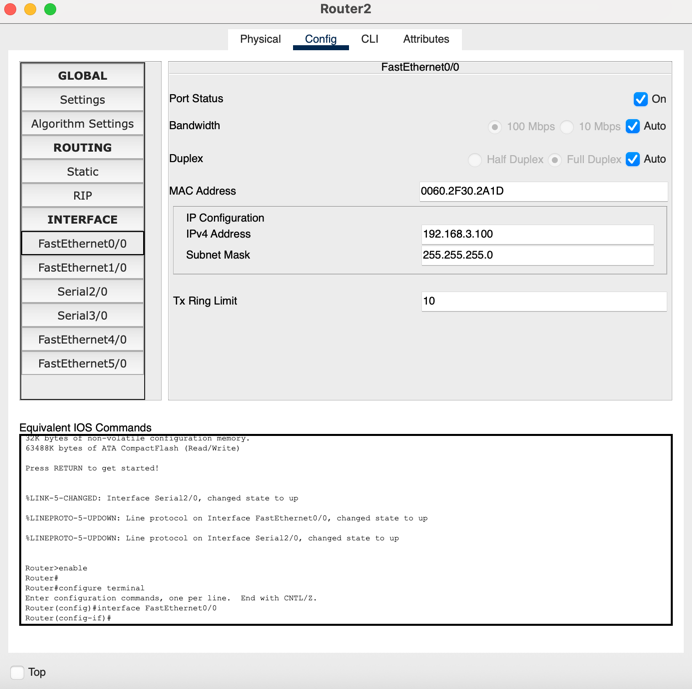 Router2
Physical Config CLI Attributes
GLOBAL
Settings
Algorithm Settings
ROUTING
Static
RIP
INTERFACE
FastEthernet0/0
FastEthernet1/0
Serial2/0
Serial3/0
FastEthernet4/0
FastEthernet5/0
FastEthernet0/0
Port Status On
Bandwidth 100 Mbps 10 Mbps Auto
Duplex Half Duplex Full Duplex Auto
MAC Address 0060.2F30.2A1D
IP Configuration
IPv4 Address 192.168.3.100
Subnet Mask 255.255.255.0
Tx Ring Limit 10
Equivalent IOS Commands
32K bytes of non-volatile configuration memory.
63488K bytes of ATA CompactFlash (Read/Write)
Press RETURN to get started!
%LINK-5-CHANGED: Interface Serial2/0, changed state to up
%LINEPROTO-5-UPDOWN: Line protocol on Interface FastEthernet0/0, changed state to up
%LINEPROTO-5-UPDOWN: Line protocol on Interface Serial2/0, changed state to up
Router>enable
Router#
Router#configure terminal
Enter configuration commands, one per line.  End with CNTL/Z.
Router(config)#interface FastEthernet0/0
Router(config-if)#
Top